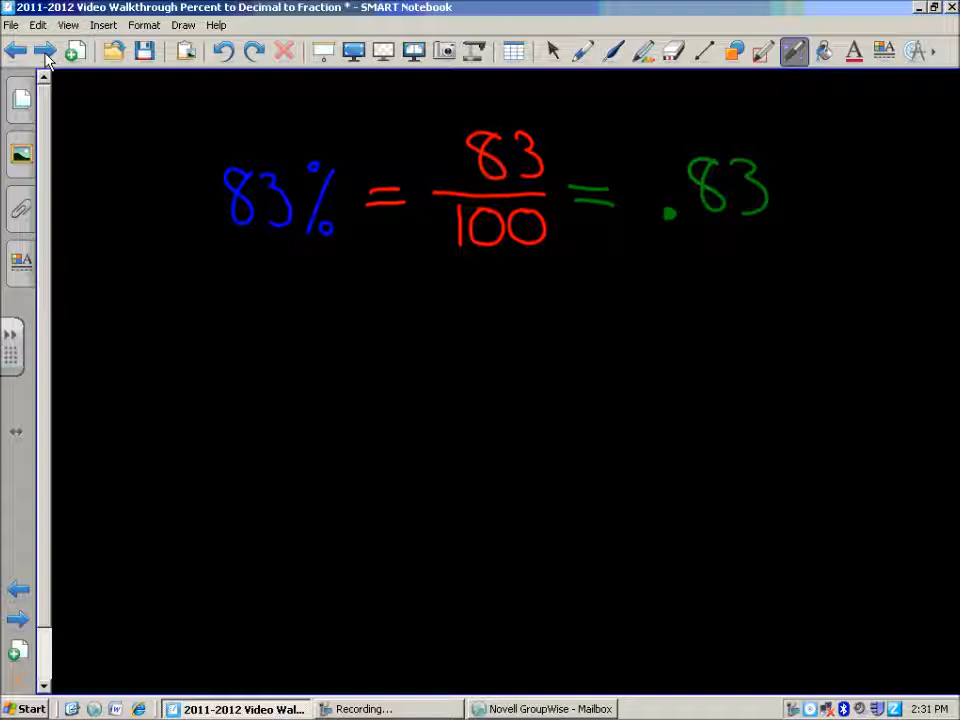 2011-2012 Video Walkthrough Percent to Decimal to Fraction * - SMART Notebook
File Edit View Insert Format Draw Help
83% = 83/100 = .83
Start 2011-2012 Video Wal... Recording... Novell GroupWise - Mailbox 2:31 PM